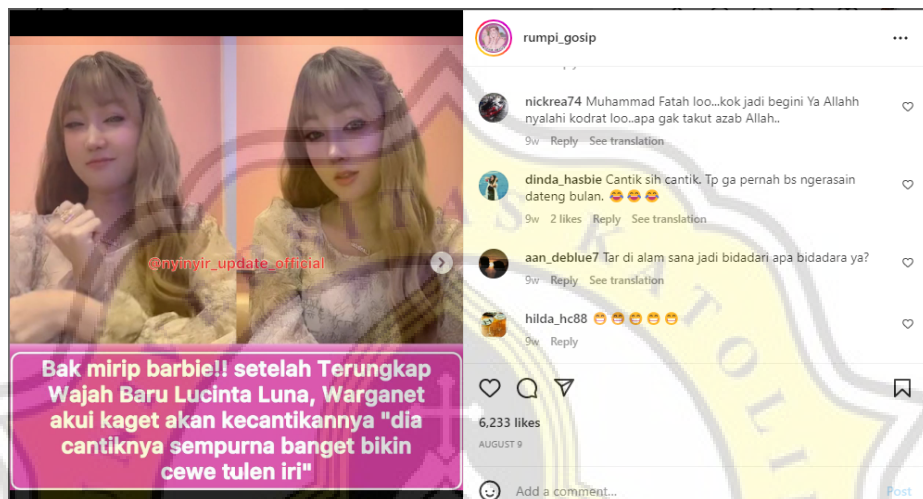 rumpi_gosip
nickrea74 Muhammad Fatah loo...kok jadi begini Ya Allahh
nyalahi kodrat loo..apa gak takut azab Allah..
9w Reply See translation
dinda_hasbie Cantik sih cantik. Tp ga pernah bs ngerasain
dateng bulan. 😂😂😂
9w 2 likes Reply See translation
aan_deblue7 Tar di alam sana jadi bidadari apa bidadara ya?
9w Reply See translation
hilda_hc88 😁😁😁😁😁
9w Reply
6,233 likes
AUGUST 9
Add a comment...
Post
@nyinyir_update_official
Bak mirip barbie!! setelah Terungkap
Wajah Baru Lucinta Luna, Warganet
akui kaget akan kecantikannya "dia
cantiknya sempurna banget bikin
cewe tulen iri"
ITAS KATOLI